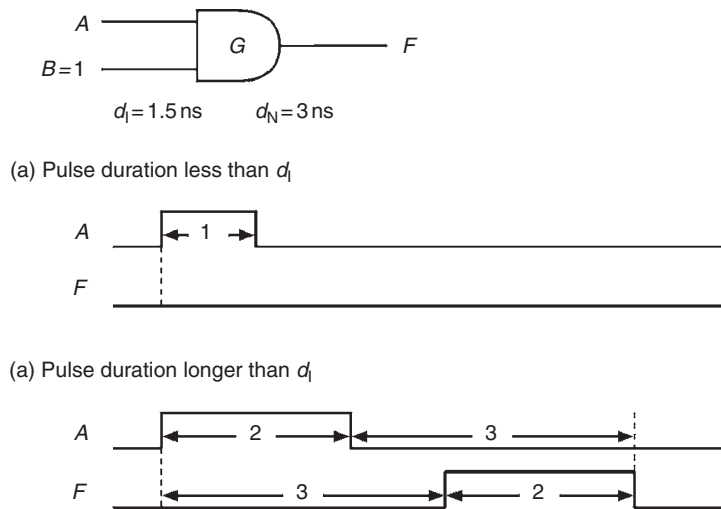 A
G
F
B=1
d_I=1.5 ns
d_N=3 ns
(a) Pulse duration less than d_I
A
1
F
(a) Pulse duration longer than d_I
A
2
3
F
3
2